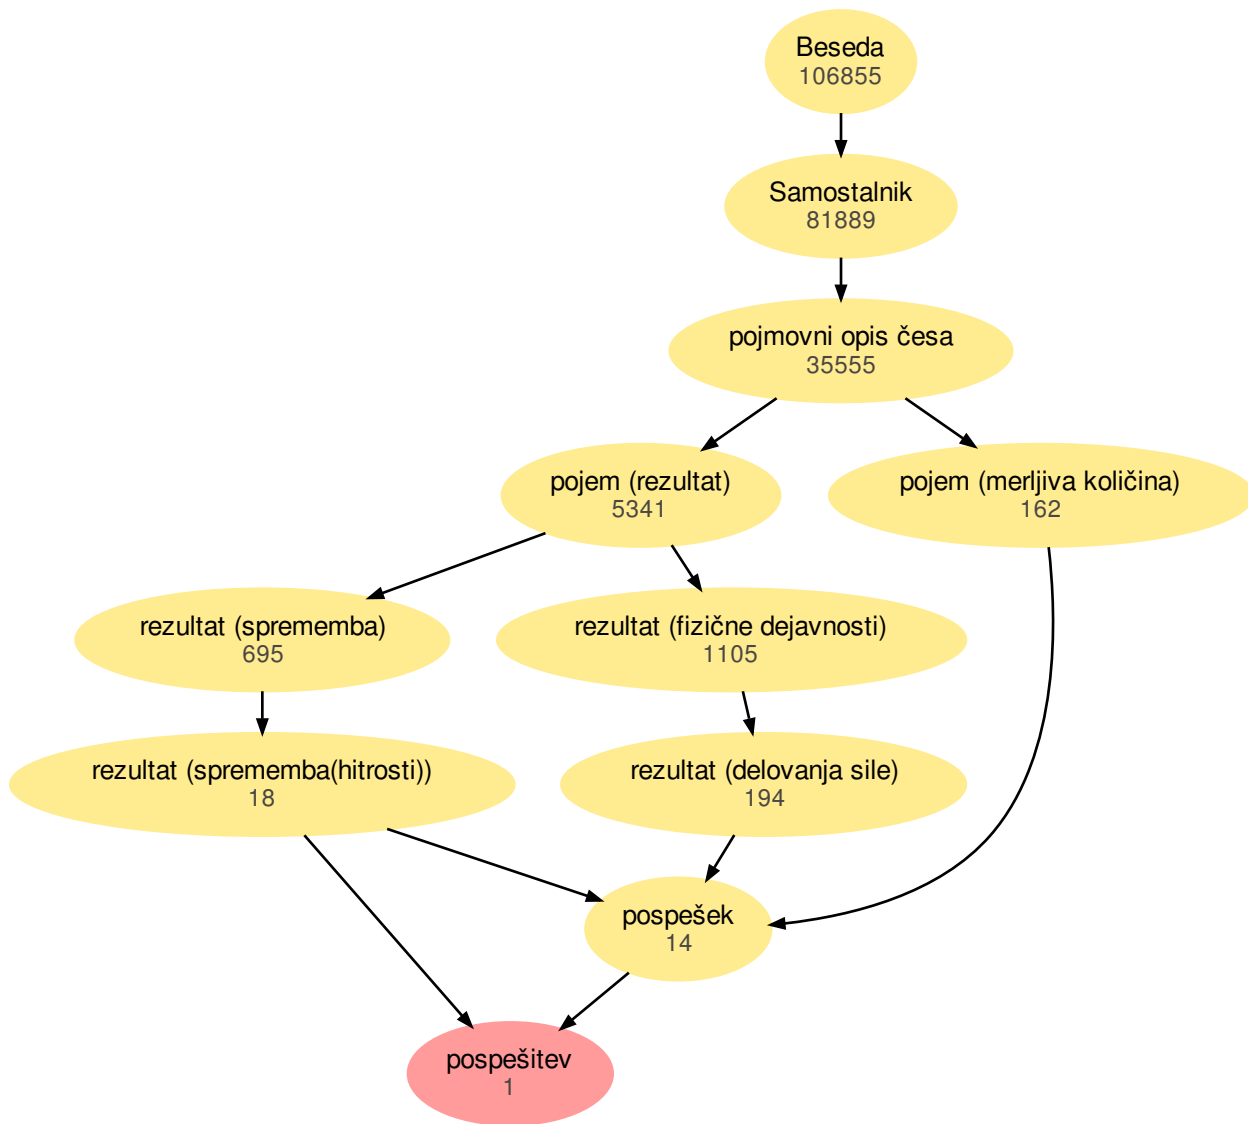 Beseda
106855
Samostalnik
81889
pojmovni opis česa
35555
pojem (rezultat)
5341
pojem (merljiva količina)
162
rezultat (sprememba)
695
rezultat (fizične dejavnosti)
1105
rezultat (sprememba(hitrosti))
18
rezultat (delovanja sile)
194
pospešek
14
pospešitev
1